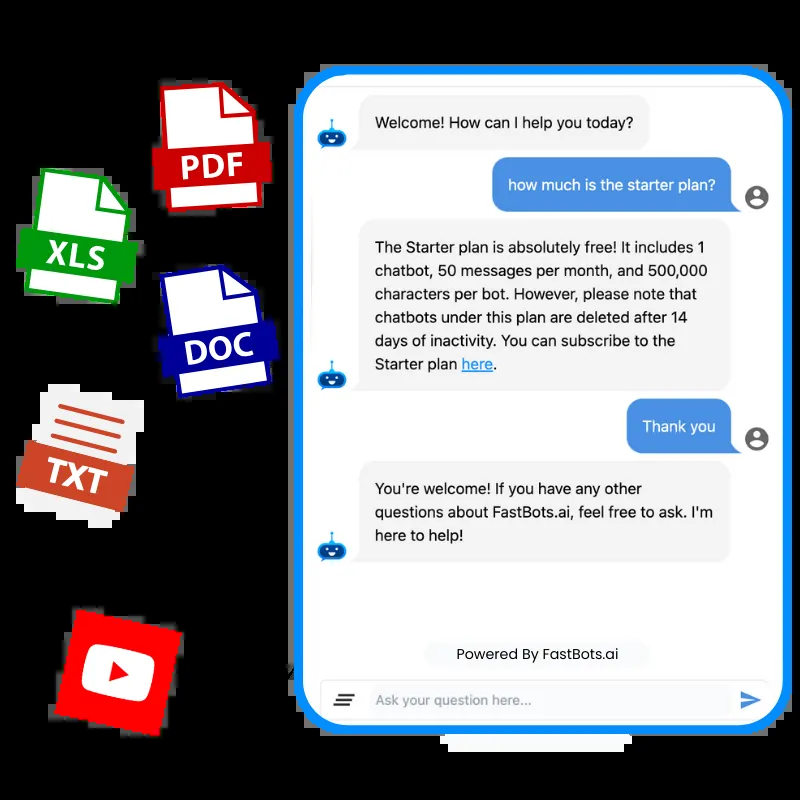 PDF
XLS
DOC
TXT
Welcome! How can I help you today?
how much is the starter plan?
The Starter plan is absolutely free! It includes 1
chatbot, 50 messages per month, and 500,000
characters per bot. However, please note that
chatbots under this plan are deleted after 14
days of inactivity. You can subscribe to the
Starter plan here.
Thank you
You're welcome! If you have any other
questions about FastBots.ai, feel free to ask. I'm
here to help!
Powered By FastBots.ai
Ask your question here...